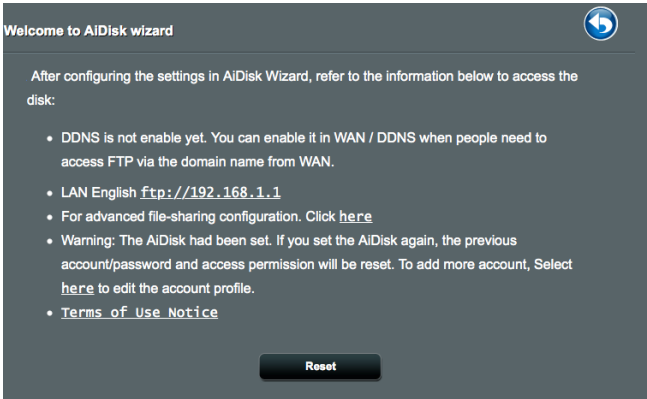 Welcome to AiDisk wizard
After configuring the settings in AiDisk Wizard, refer to the information below to access the
disk:
• DDNS is not enable yet. You can enable it in WAN / DDNS when people need to
access FTP via the domain name from WAN.
• LAN English ftp://192.168.1.1
• For advanced file-sharing configuration. Click here
• Warning: The AiDisk had been set. If you set the AiDisk again, the previous
account/password and access permission will be reset. To add more account, Select
here to edit the account profile.
• Terms of Use Notice
Reset